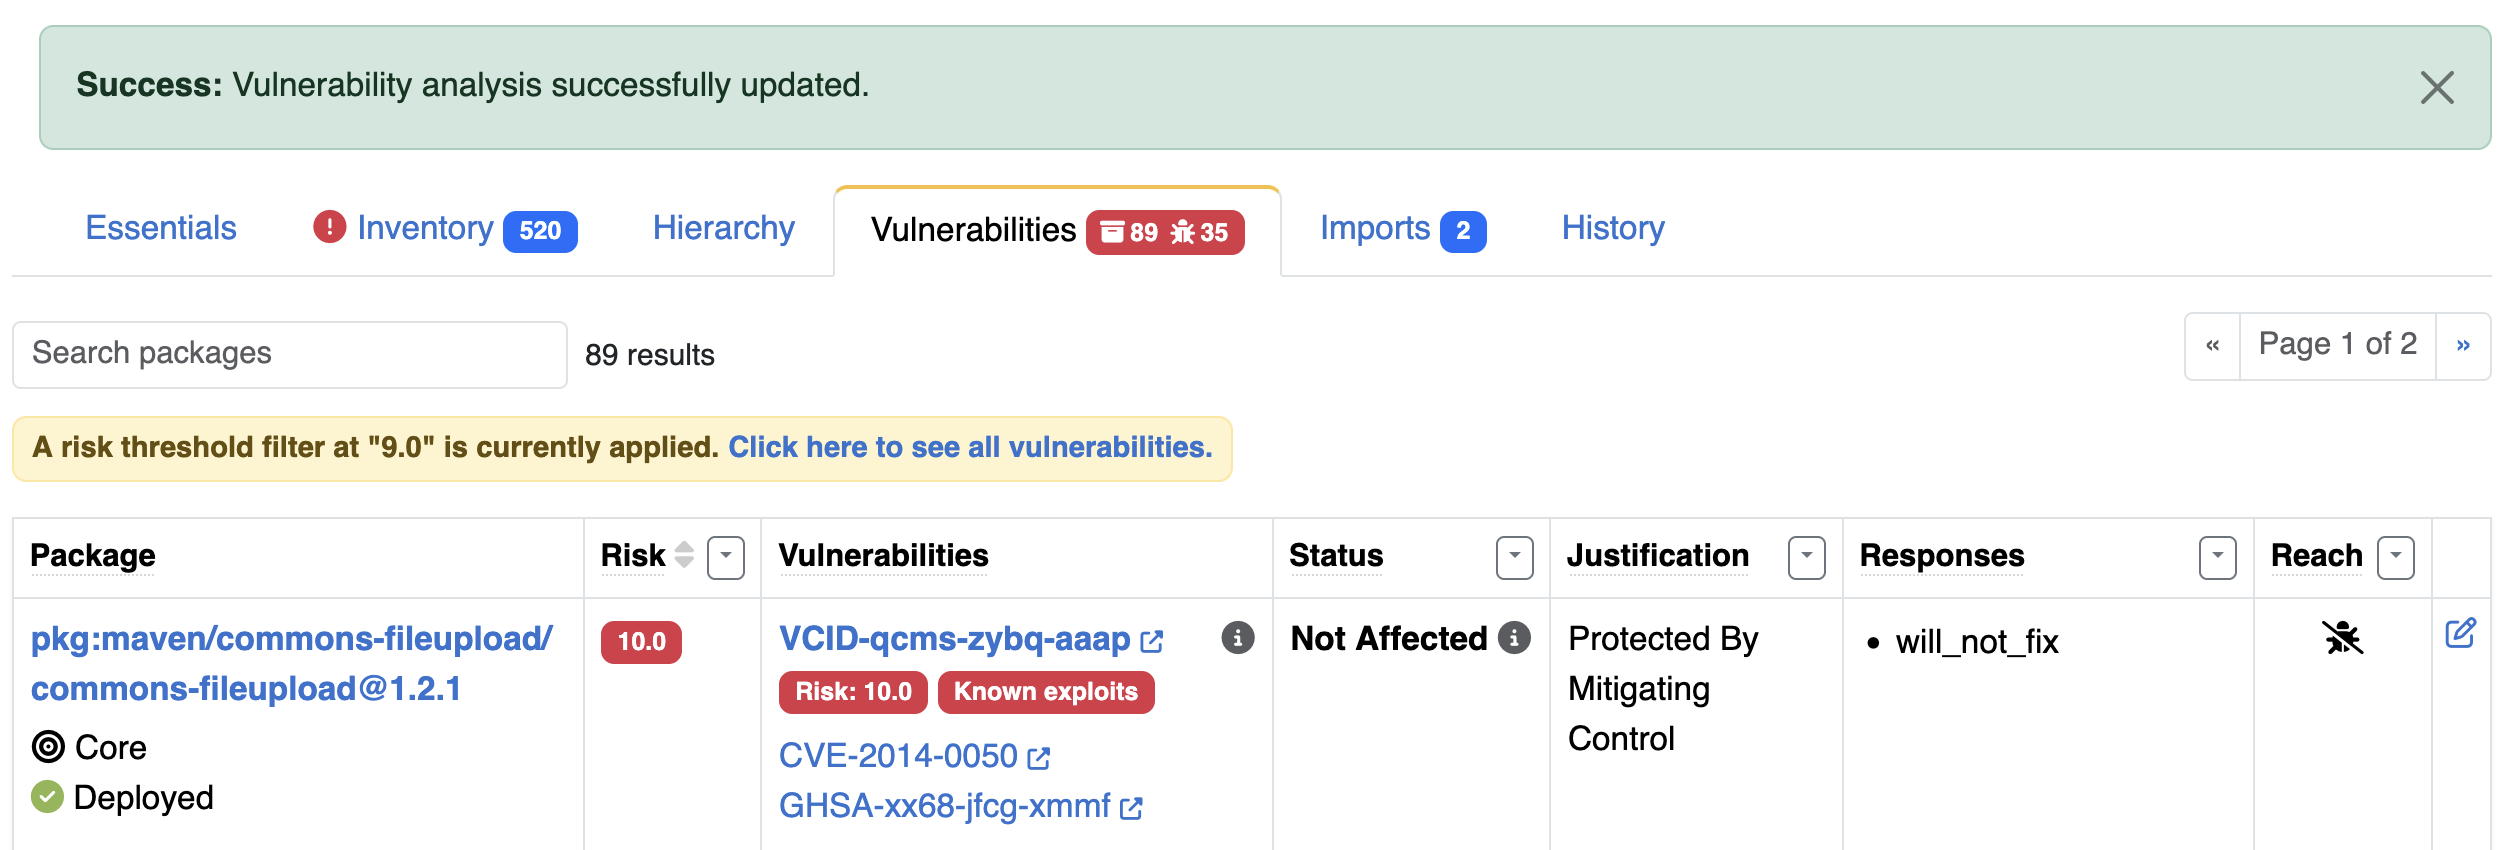 Success: Vulnerability analysis successfully updated.
Essentials
Inventory 520
Hierarchy
Vulnerabilities 89 35
Imports 2
History
Search packages
89 results
« Page 1 of 2 »
A risk threshold filter at "9.0" is currently applied. Click here to see all vulnerabilities.
Package
Risk
Vulnerabilities
Status
Justification
Responses
Reach
pkg:maven/commons-fileupload/
commons-fileupload@1.2.1
Core
Deployed
10.0
VCID-qcms-zybq-aaap
Risk: 10.0 Known exploits
CVE-2014-0050
GHSA-xx68-jfcg-xmmf
Not Affected
Protected By
Mitigating
Control
• will_not_fix